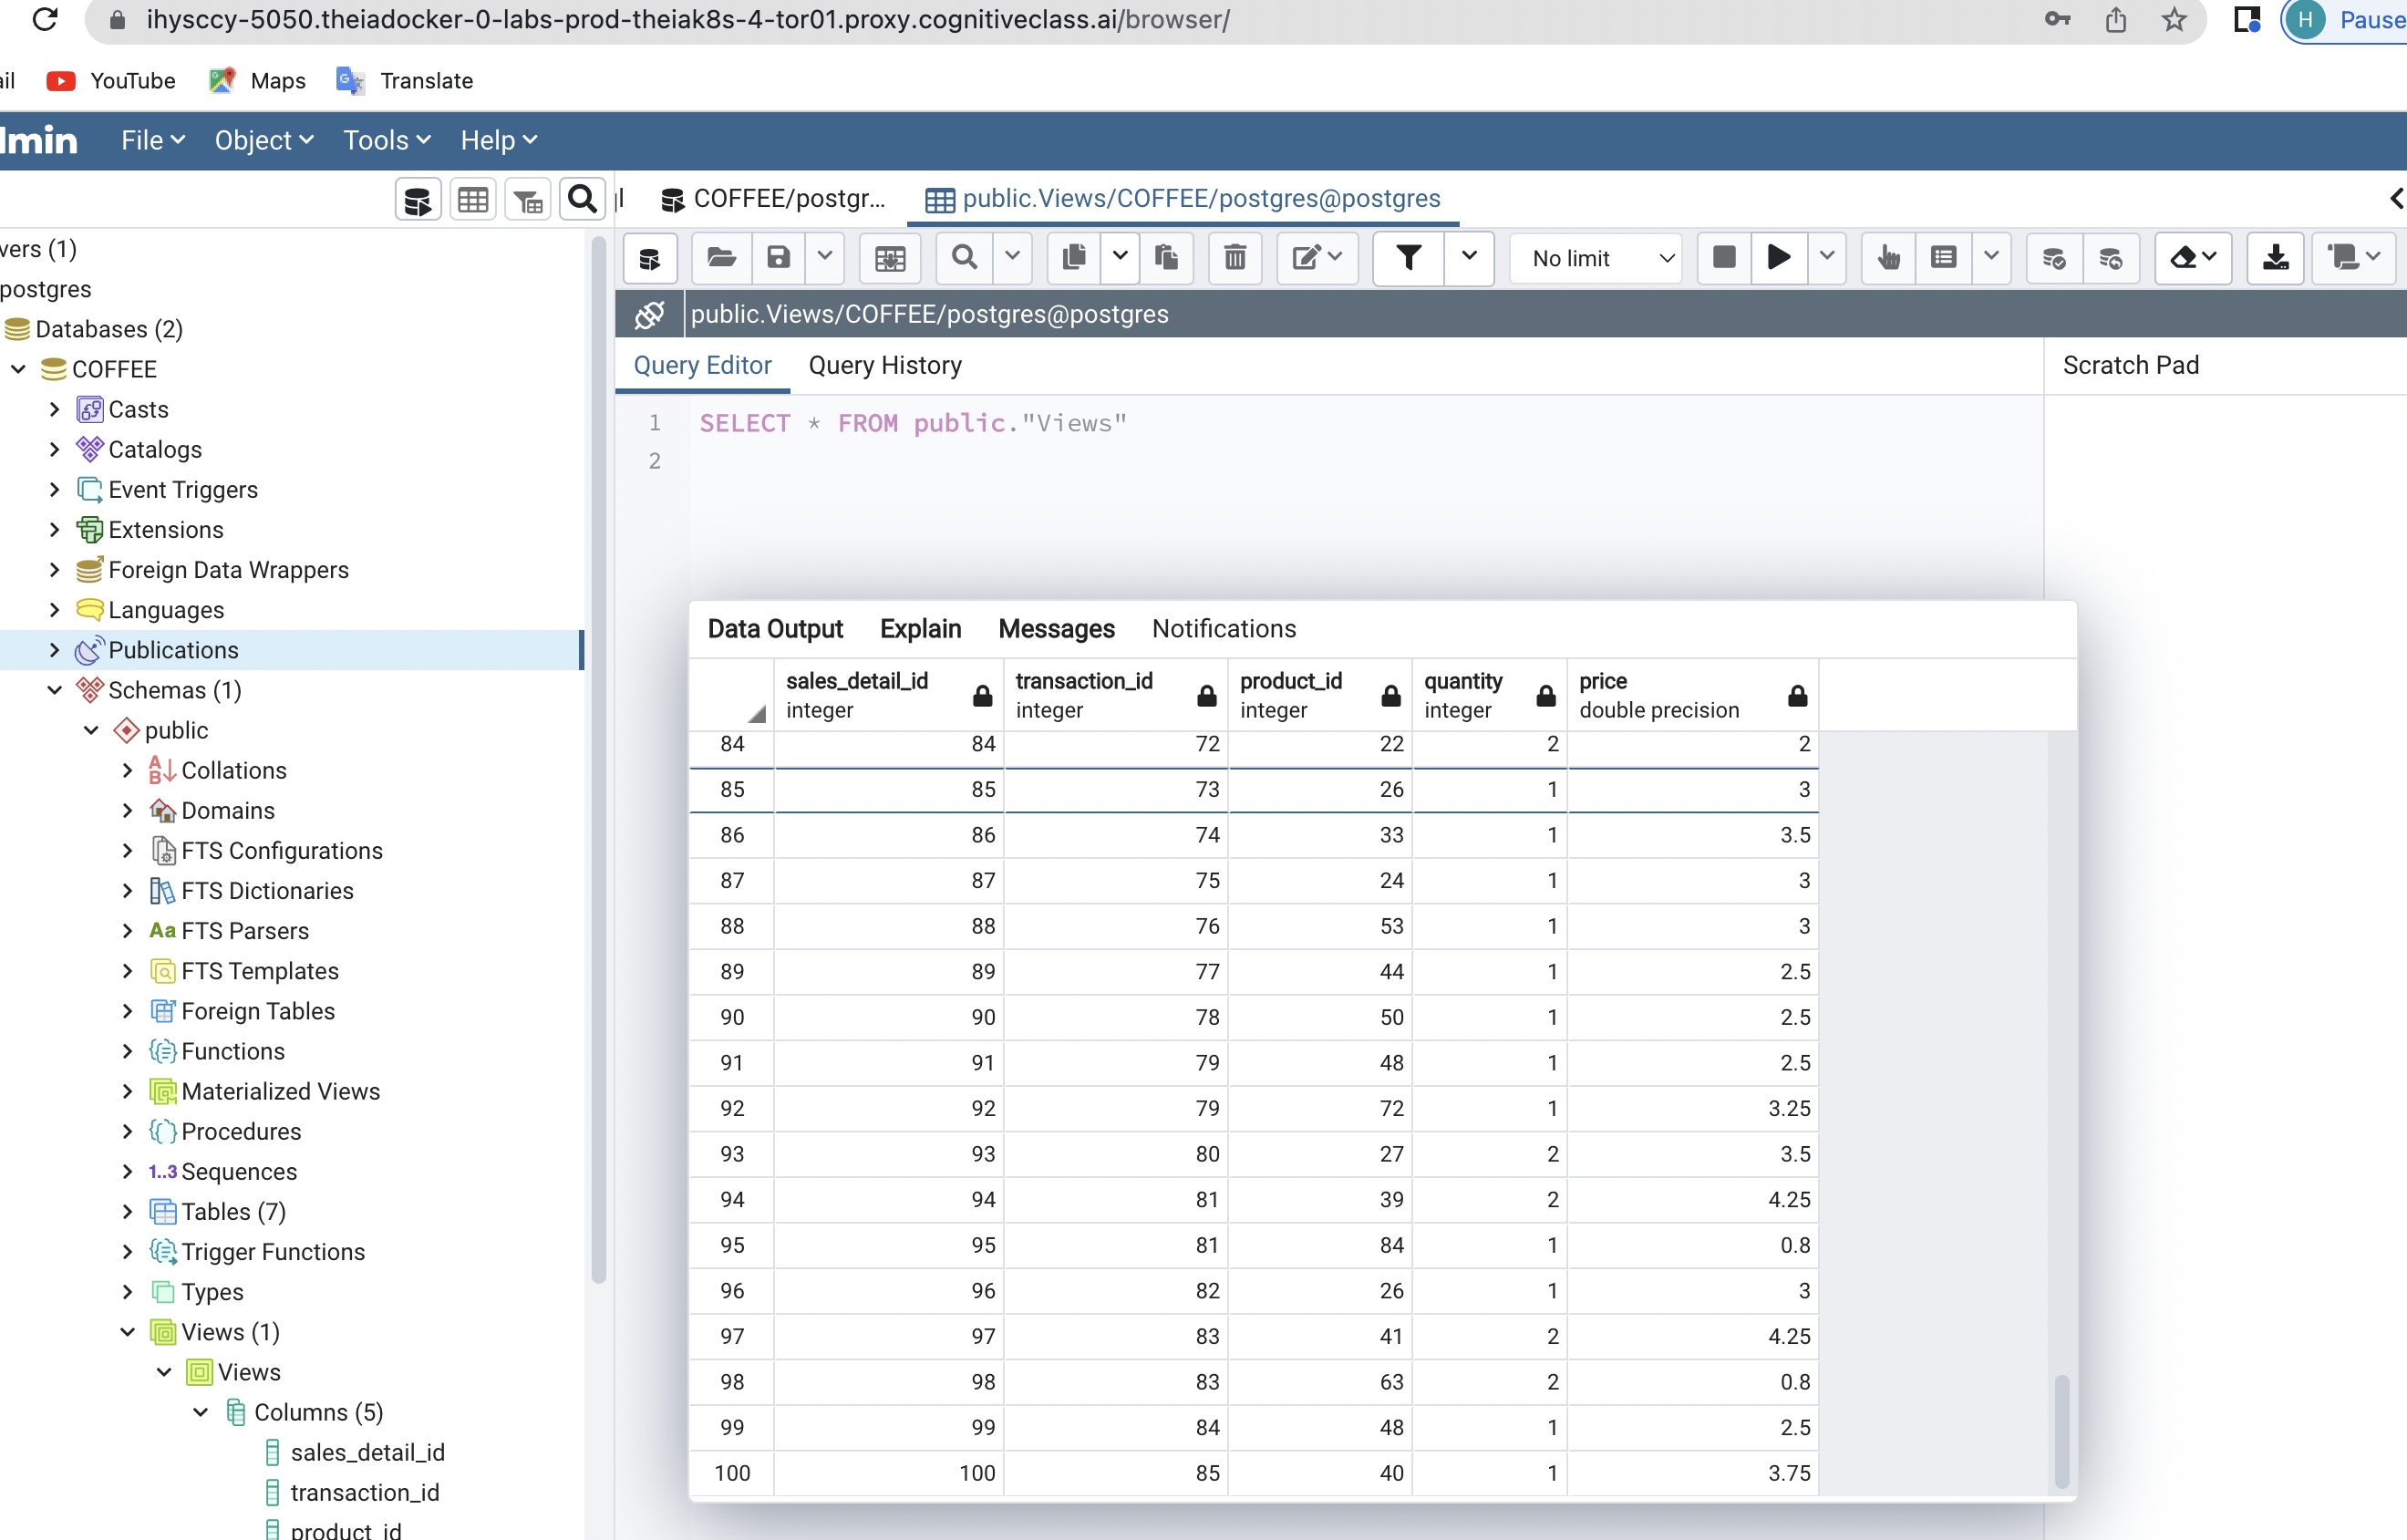 ihysccy-5050.theiadocker-0-labs-prod-theiak8s-4-tor01.proxy.cognitiveclass.ai/browser/
H Pause
il YouTube Maps Translate
lmin File Object Tools Help
COFFEE/postgr... public.Views/COFFEE/postgres@postgres
No limit
public.Views/COFFEE/postgres@postgres
Query Editor Query History Scratch Pad
1 SELECT * FROM public."Views"
2
vers (1)
postgres
Databases (2)
COFFEE
Casts
Catalogs
Event Triggers
Extensions
Foreign Data Wrappers
Languages
Publications
Schemas (1)
public
Collations
Domains
FTS Configurations
FTS Dictionaries
Aa FTS Parsers
FTS Templates
Foreign Tables
Functions
Materialized Views
Procedures
1..3 Sequences
Tables (7)
Trigger Functions
Types
Views (1)
Views
Columns (5)
sales_detail_id
transaction_id
product_id
Data Output Explain Messages Notifications
sales_detail_id transaction_id product_id quantity price
integer integer integer integer double precision
84 84 72 22 2 2
85 85 73 26 1 3
86 86 74 33 1 3.5
87 87 75 24 1 3
88 88 76 53 1 3
89 89 77 44 1 2.5
90 90 78 50 1 2.5
91 91 79 48 1 2.5
92 92 79 72 1 3.25
93 93 80 27 2 3.5
94 94 81 39 2 4.25
95 95 81 84 1 0.8
96 96 82 26 1 3
97 97 83 41 2 4.25
98 98 83 63 2 0.8
99 99 84 48 1 2.5
100 100 85 40 1 3.75